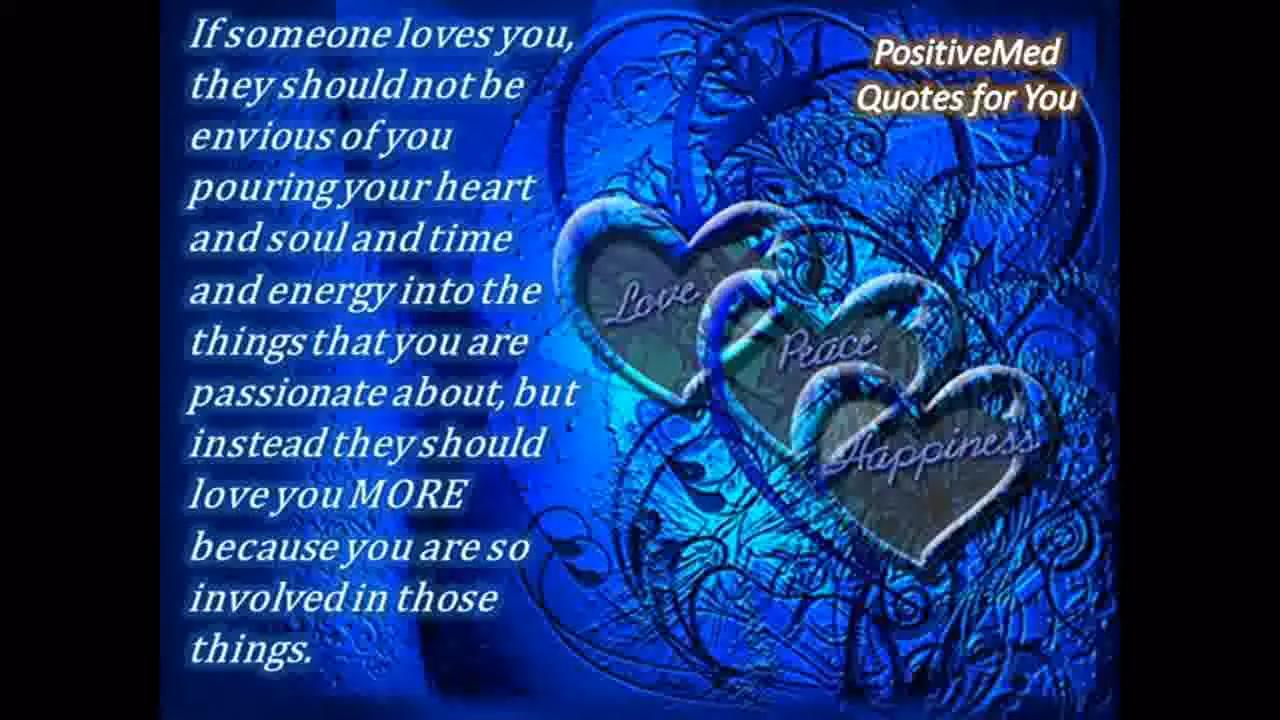 If someone loves you,
they should not be
envious of you
pouring your heart
and soul and time
and energy into the
things that you are
passionate about, but
instead they should
love you MORE
because you are so
involved in those
things.
PositiveMed
Quotes for You
Love
Peace
Happiness